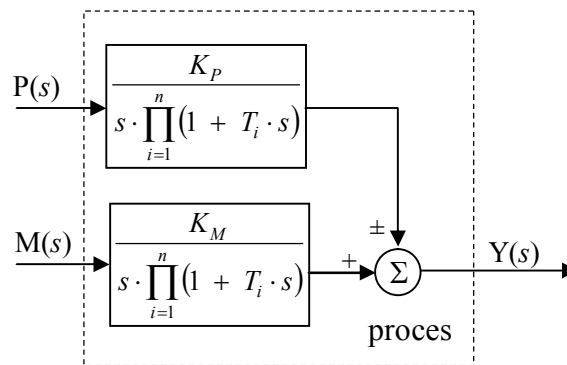 P(s)
K_P
s · ∏_{i=1}^{n} (1 + T_i · s)
±
M(s)
K_M
s · ∏_{i=1}^{n} (1 + T_i · s)
+
Σ
Y(s)
proces